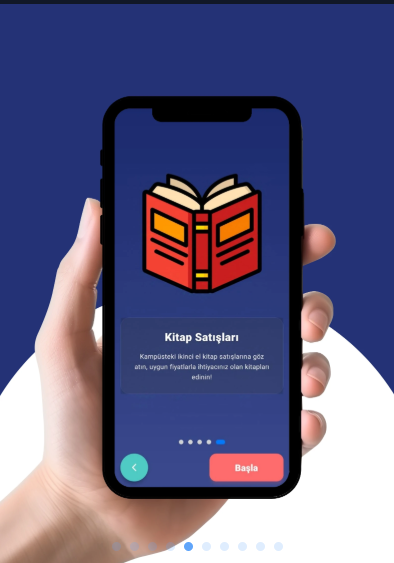 Kitap Satışları
Kampüsteki ikinci el kitap satışlarına göz
atın, uygun fiyatlarla ihtiyacınız olan kitapları
edinin!
Başla